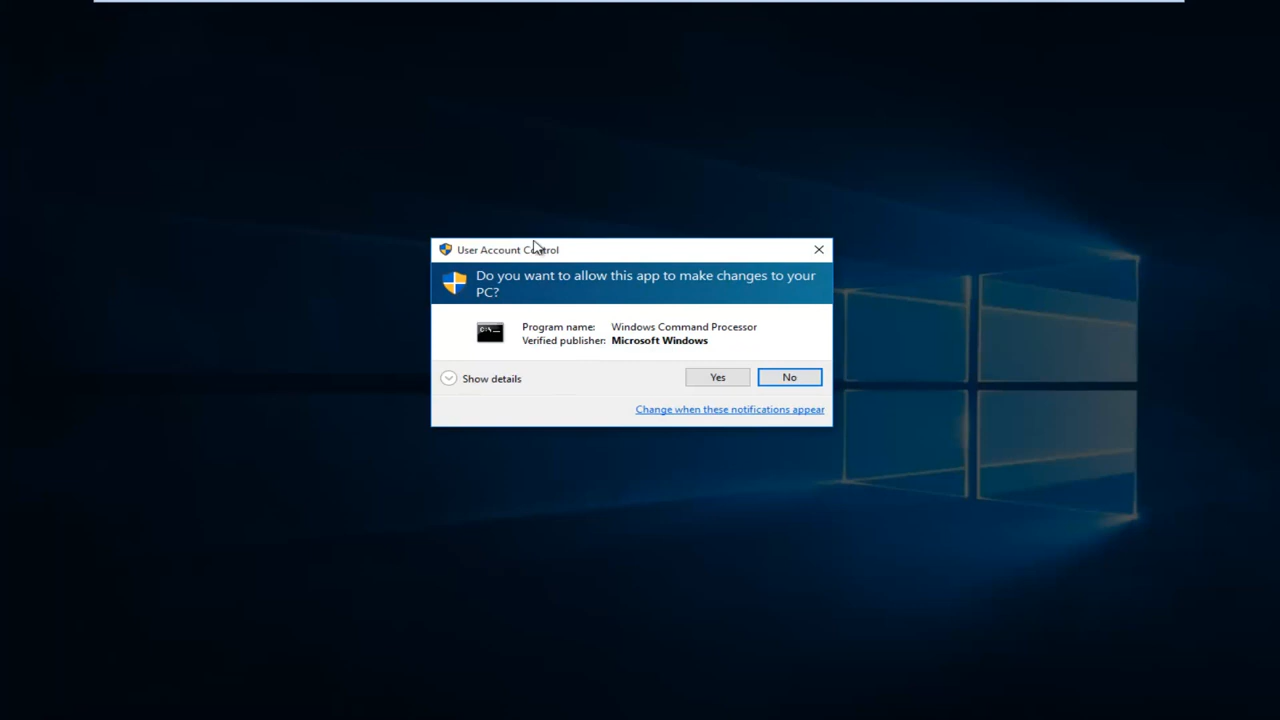 User Account Control
Do you want to allow this app to make changes to your
PC?
Program name: Windows Command Processor
Verified publisher: Microsoft Windows
Show details
Yes
No
Change when these notifications appear